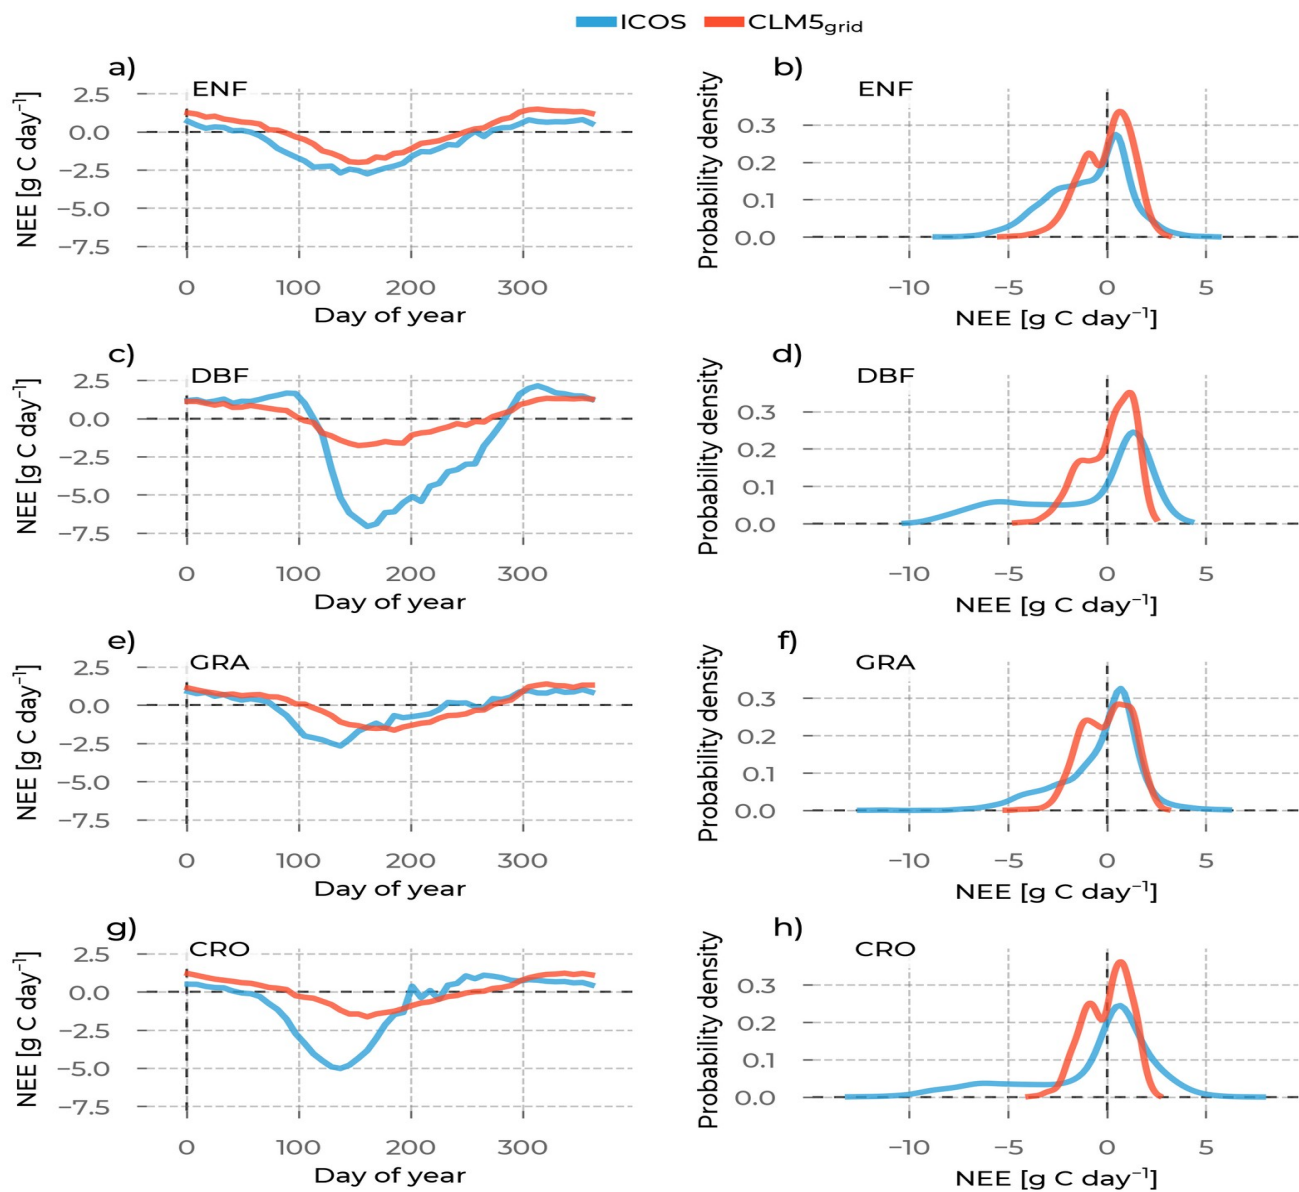 ICOS CLM5grid
a) ENF
NEE [g C day⁻¹]
2.5
0.0
−2.5
−5.0
−7.5
0 100 200 300
Day of year
b) ENF
Probability density
0.3
0.2
0.1
0.0
−10 −5 0 5
NEE [g C day⁻¹]
c) DBF
NEE [g C day⁻¹]
2.5
0.0
−2.5
−5.0
−7.5
0 100 200 300
Day of year
d) DBF
Probability density
0.3
0.2
0.1
0.0
−10 −5 0 5
NEE [g C day⁻¹]
e) GRA
NEE [g C day⁻¹]
2.5
0.0
−2.5
−5.0
−7.5
0 100 200 300
Day of year
f) GRA
Probability density
0.3
0.2
0.1
0.0
−10 −5 0 5
NEE [g C day⁻¹]
g) CRO
NEE [g C day⁻¹]
2.5
0.0
−2.5
−5.0
−7.5
0 100 200 300
Day of year
h) CRO
Probability density
0.3
0.2
0.1
0.0
−10 −5 0 5
NEE [g C day⁻¹]